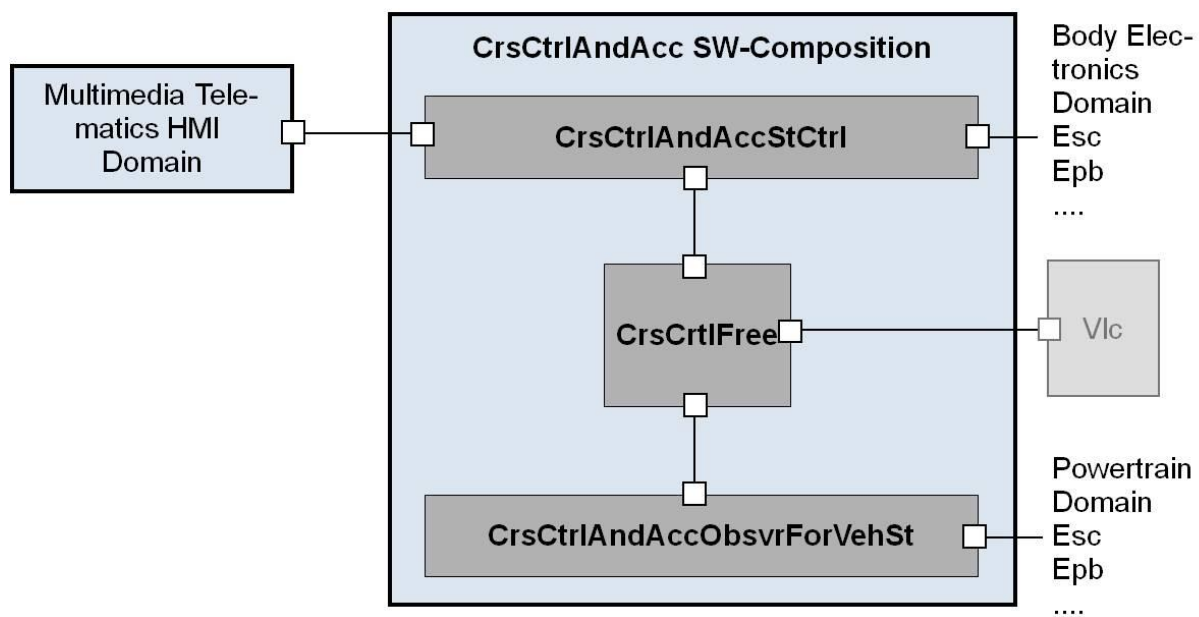 CrsCtrlAndAcc SW-Composition
Multimedia Tele-
matics HMI
Domain
CrsCtrlAndAccStCtrl
Body Elec-
tronics
Domain
Esc
Epb
....
CrsCrtlFree
Vlc
CrsCtrlAndAccObsvrForVehSt
Powertrain
Domain
Esc
Epb
....